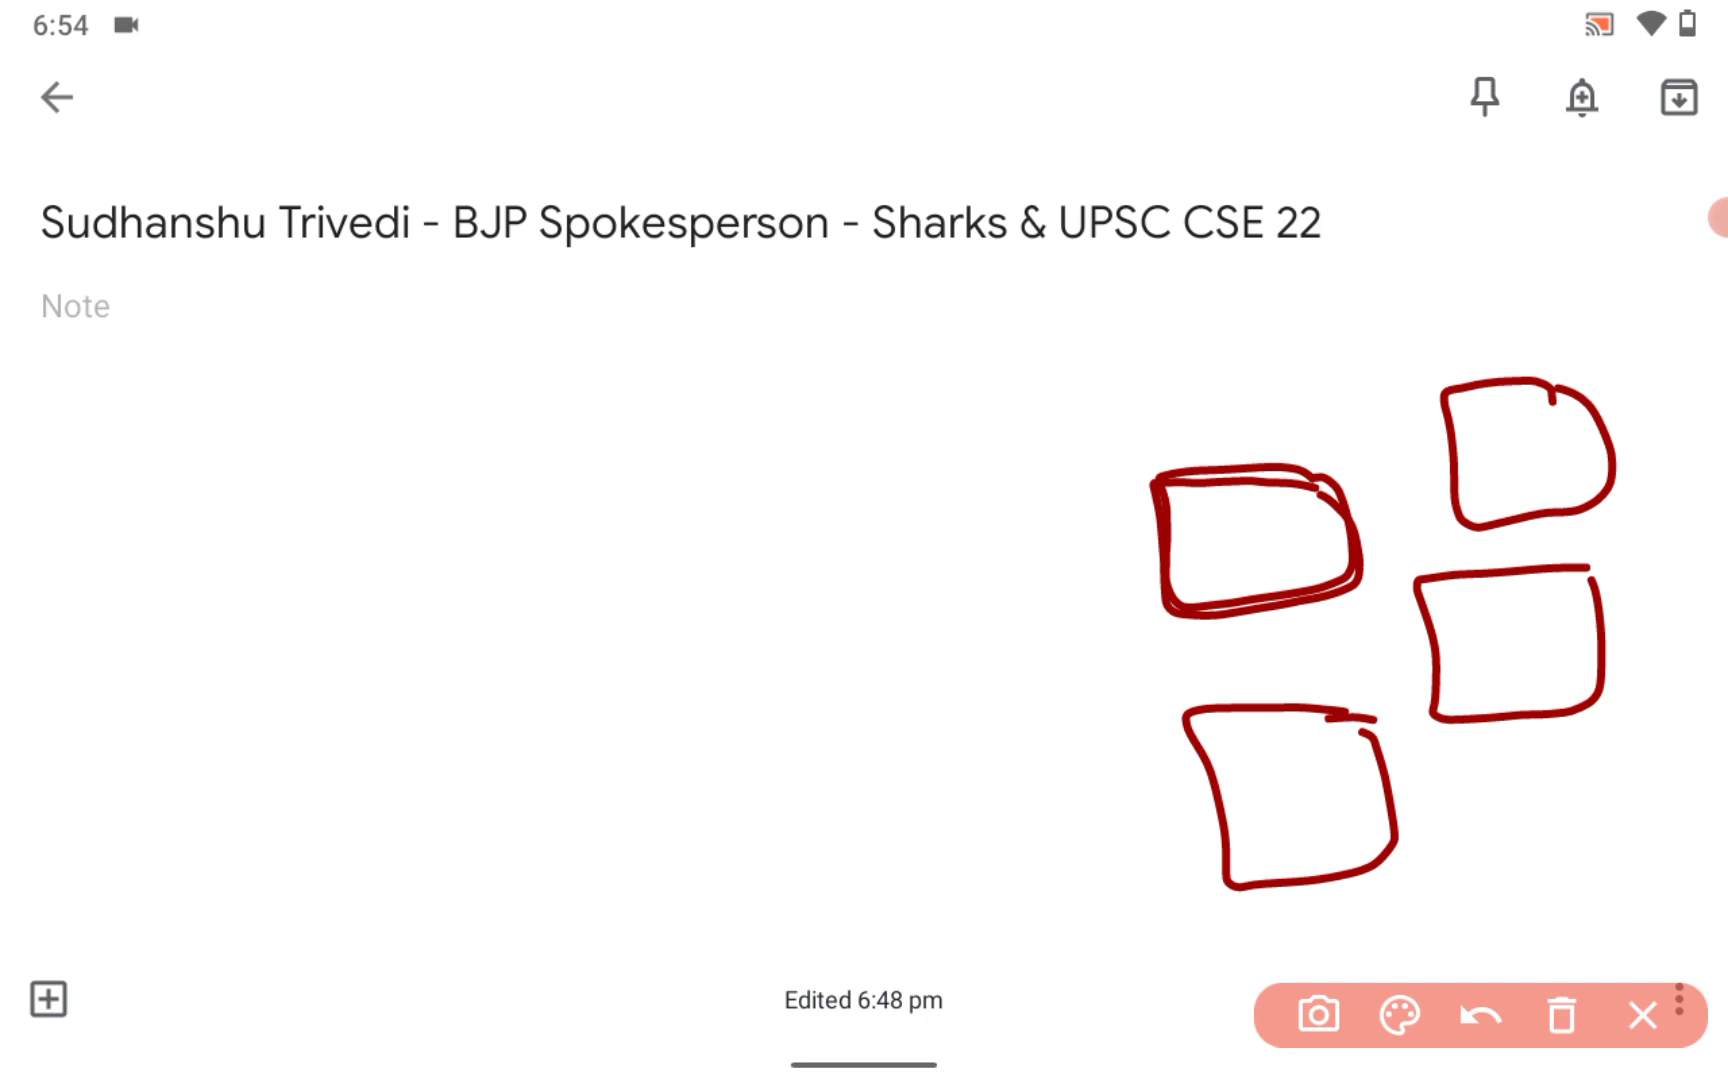 6:54
Sudhanshu Trivedi - BJP Spokesperson - Sharks & UPSC CSE 22
Note
Edited 6:48 pm